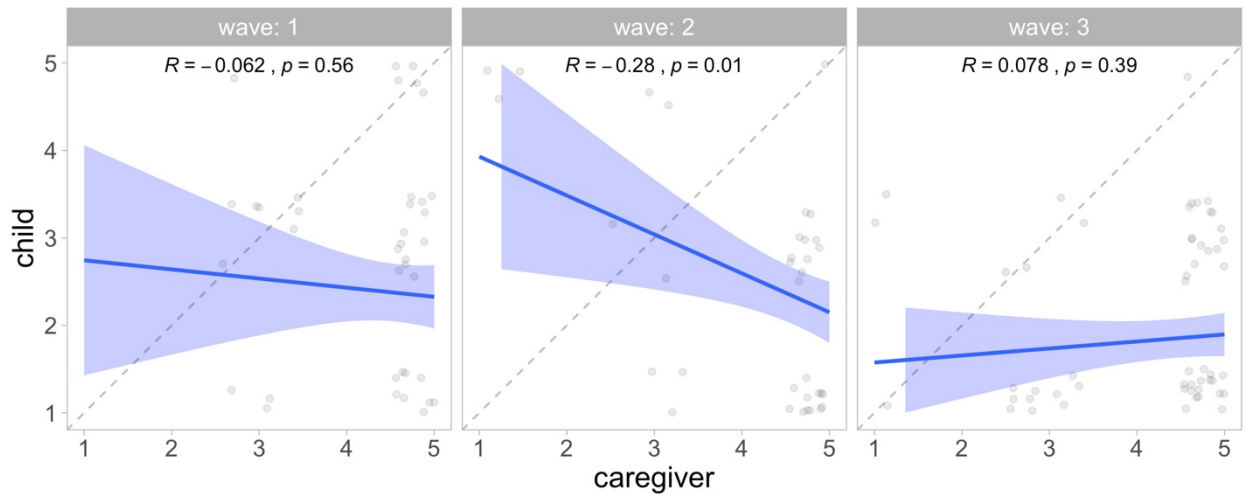 wave: 1
wave: 2
wave: 3
R = −0.062 , p = 0.56
R = −0.28 , p = 0.01
R = 0.078 , p = 0.39
5
4
3
2
1
child
1 2 3 4 5
1 2 3 4 5
1 2 3 4 5
caregiver